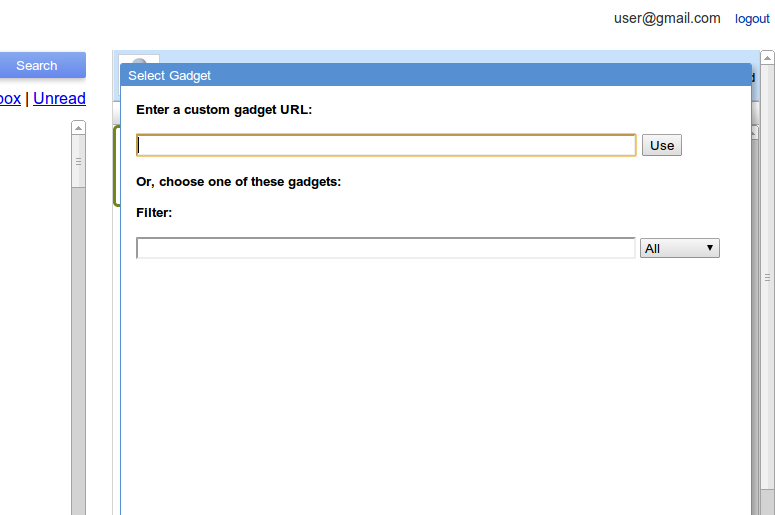 user@gmail.com logout
Search
Select Gadget
box | Unread
Enter a custom gadget URL:
Use
Or, choose one of these gadgets:
Filter:
All